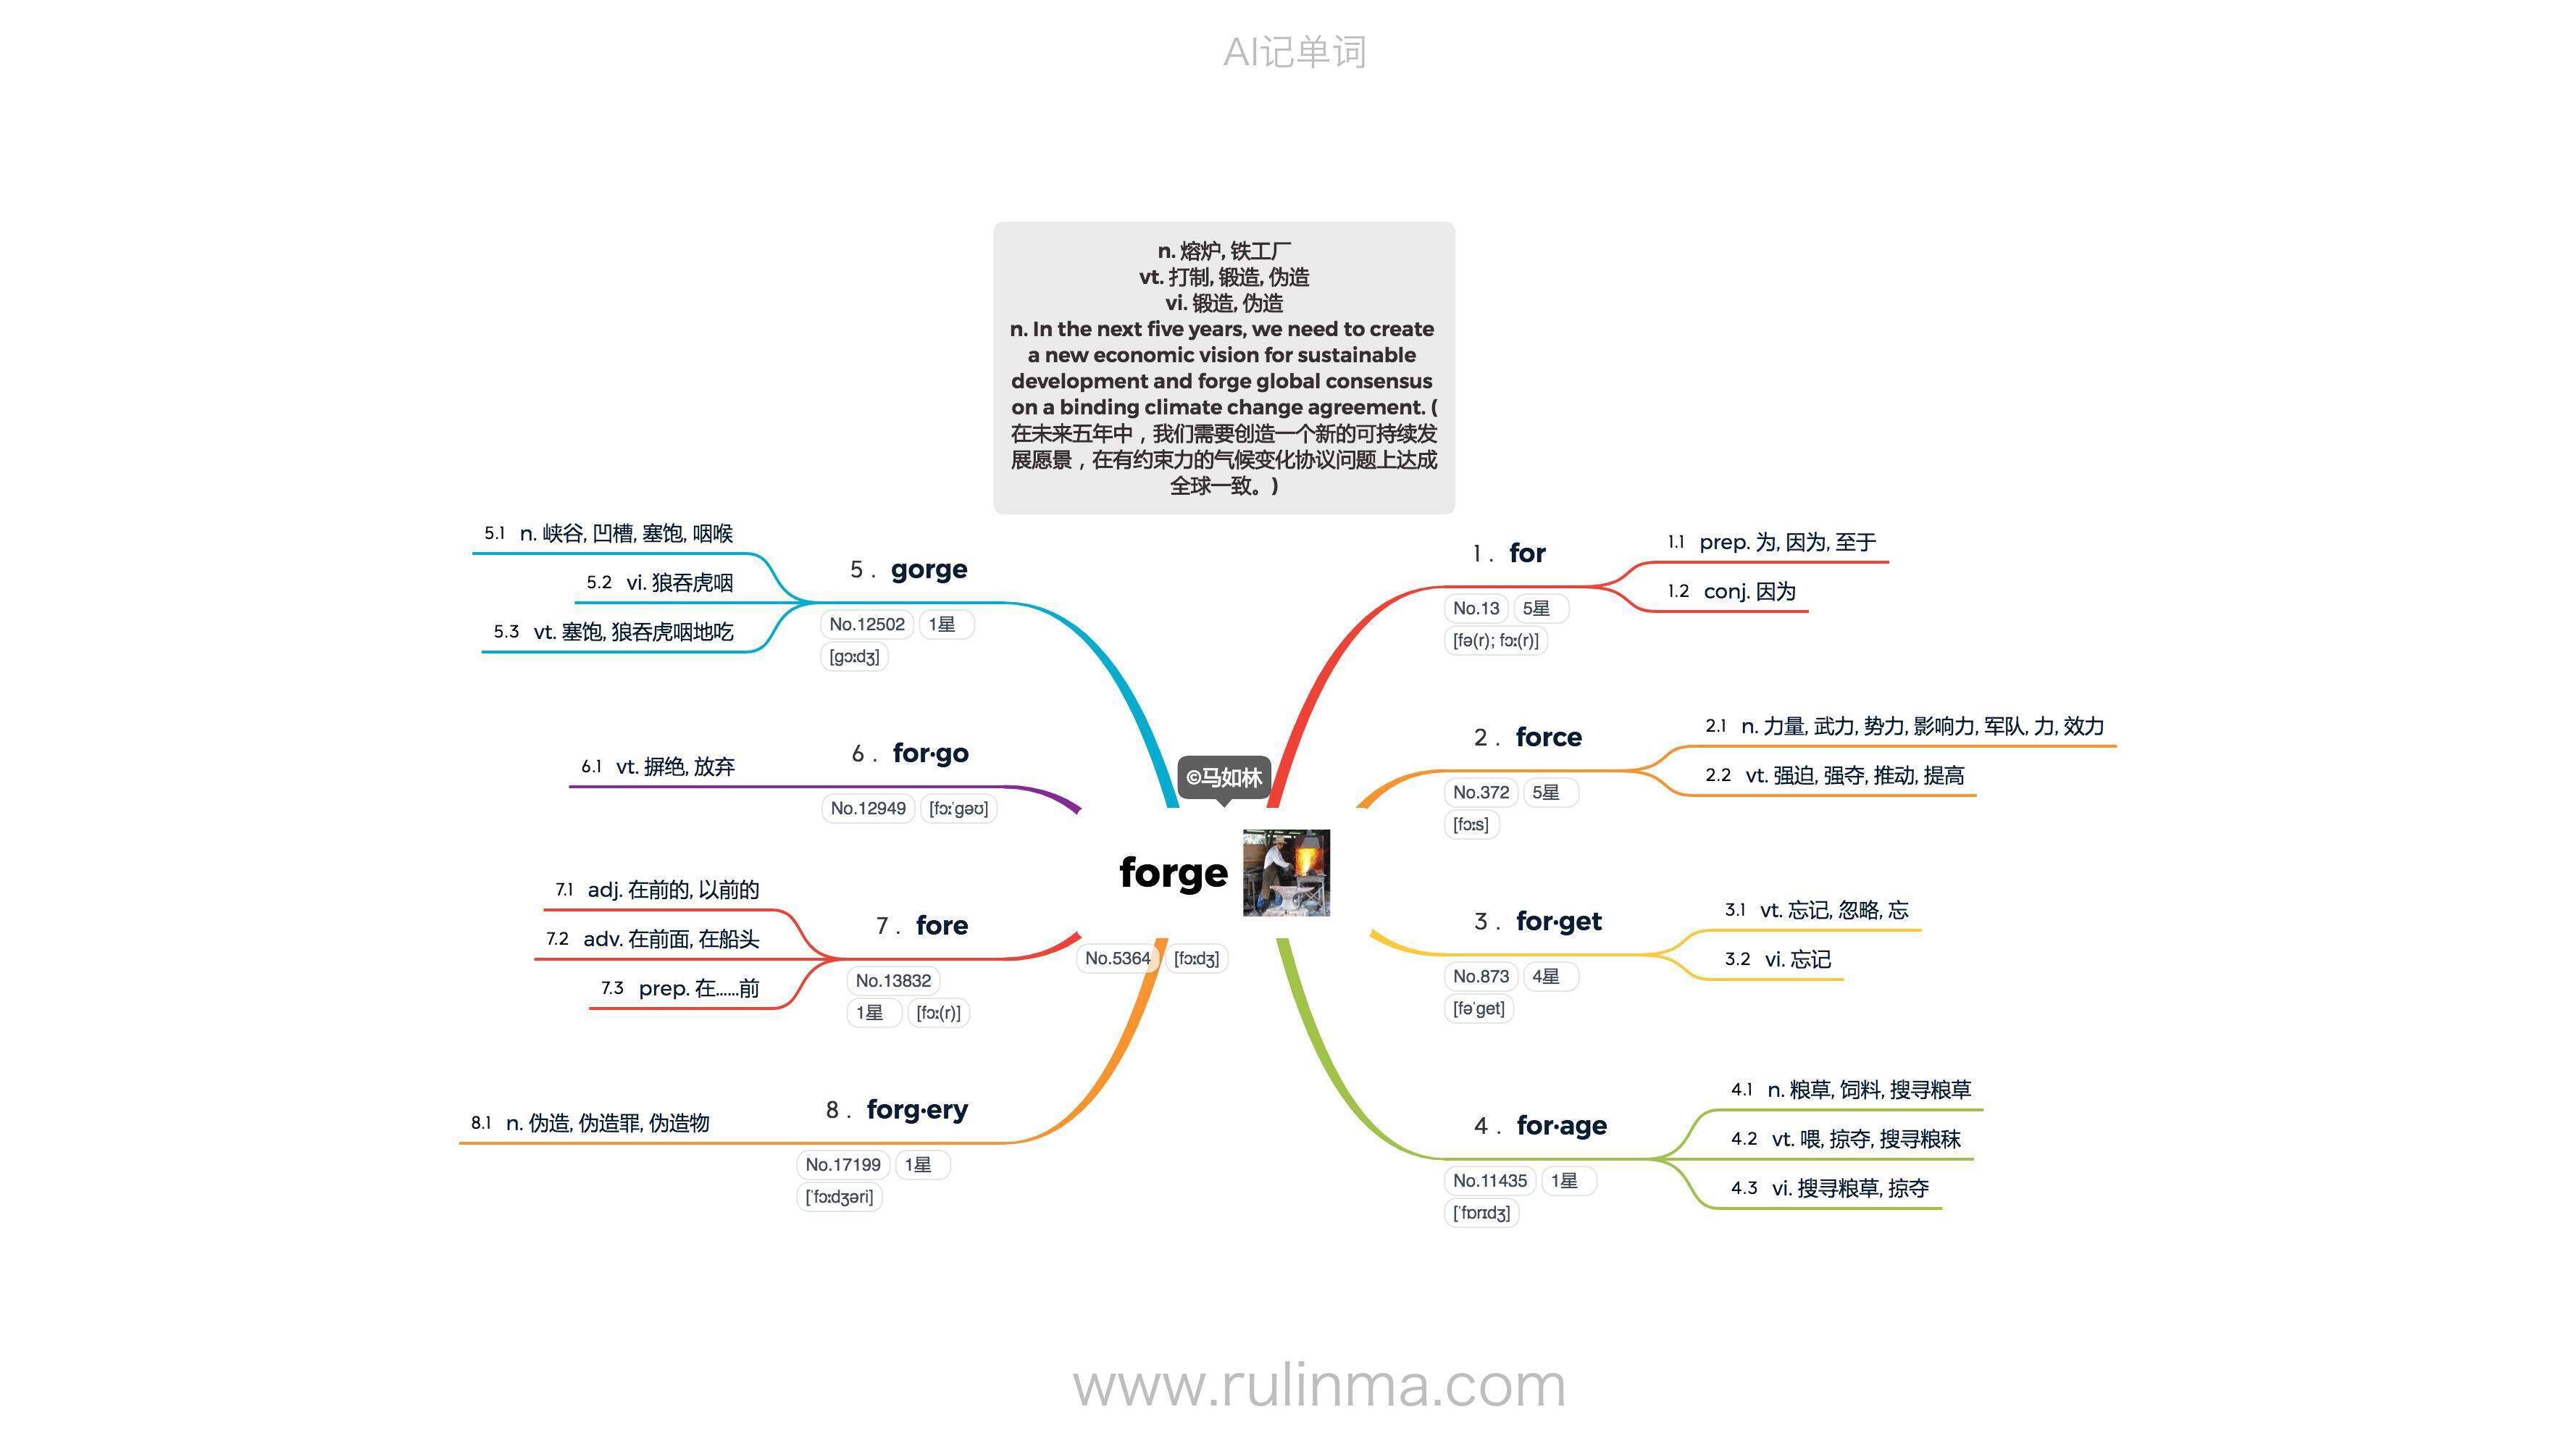 AI记单词
n. 熔炉, 铁工厂
vt. 打制, 锻造, 伪造
vi. 锻造, 伪造
n. In the next five years, we need to create
a new economic vision for sustainable
development and forge global consensus
on a binding climate change agreement. (
在未来五年中，我们需要创造一个新的可持续发
展愿景，在有约束力的气候变化协议问题上达成
全球一致。)
©马如林
forge
No.5364 [fɔːdʒ]
1. for
No.13 5星
[fə(r); fɔː(r)]
1.1 prep. 为, 因为, 至于
1.2 conj. 因为
2. force
No.372 5星
[fɔːs]
2.1 n. 力量, 武力, 势力, 影响力, 军队, 力, 效力
2.2 vt. 强迫, 强夺, 推动, 提高
3. for·get
No.873 4星
[fəˈget]
3.1 vt. 忘记, 忽略, 忘
3.2 vi. 忘记
4. for·age
No.11435 1星
[ˈfɒrɪdʒ]
4.1 n. 粮草, 饲料, 搜寻粮草
4.2 vt. 喂, 掠夺, 搜寻粮秣
4.3 vi. 搜寻粮草, 掠夺
5. gorge
No.12502 1星
[gɔːdʒ]
5.1 n. 峡谷, 凹槽, 塞饱, 咽喉
5.2 vi. 狼吞虎咽
5.3 vt. 塞饱, 狼吞虎咽地吃
6. for·go
No.12949 [fɔːˈgəʊ]
6.1 vt. 摒绝, 放弃
7. fore
No.13832
1星 [fɔː(r)]
7.1 adj. 在前的, 以前的
7.2 adv. 在前面, 在船头
7.3 prep. 在……前
8. forg·ery
No.17199 1星
[ˈfɔːdʒəri]
8.1 n. 伪造, 伪造罪, 伪造物
www.rulinma.com